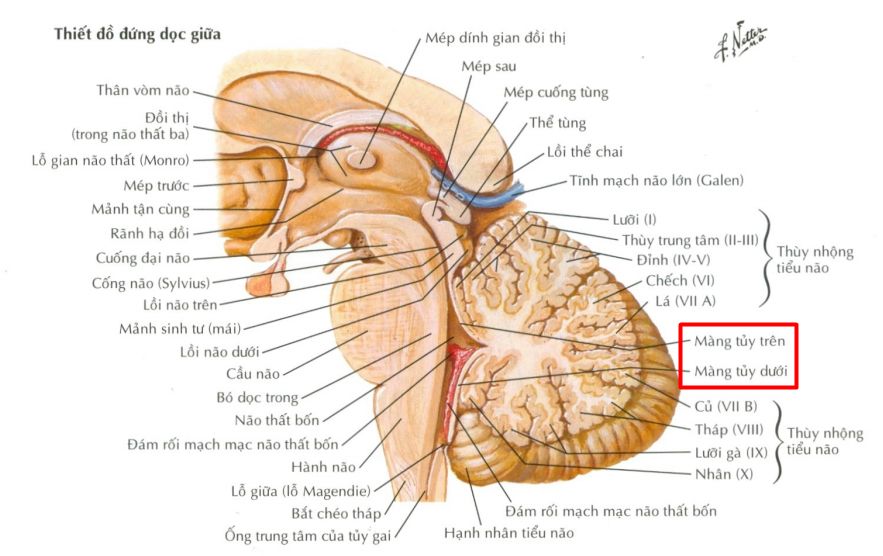 Thiết đồ đứng dọc giữa
F. Netter
M.D.
Mép dính gian đồi thị
Mép sau
Mép cuống tùng
Thể tùng
Lồi thể chai
Tĩnh mạch não lớn (Galen)
Thân vòm não
Đồi thị
(trong não thất ba)
Lỗ gian não thất (Monro)
Mép trước
Mảnh tận cùng
Rãnh hạ đồi
Cuống đại não
Cống não (Sylvius)
Lồi não trên
Mảnh sinh tư (mái)
Lồi não dưới
Cầu não
Bó dọc trong
Não thất bốn
Đám rối mạch mạc não thất bốn
Hành não
Lỗ giữa (lỗ Magendie)
Bắt chéo tháp
Ống trung tâm của tủy gai
Lưỡi (I)
Thùy trung tâm (II-III)
Đỉnh (IV-V)
Chếch (VI)
Lá (VII A)
Thùy nhộng
tiểu não
Màng tủy trên
Màng tủy dưới
Củ (VII B)
Tháp (VIII)
Lưỡi gà (IX)
Nhân (X)
Thùy nhộng
tiểu não
Đám rối mạch mạc não thất bốn
Hạnh nhân tiểu não